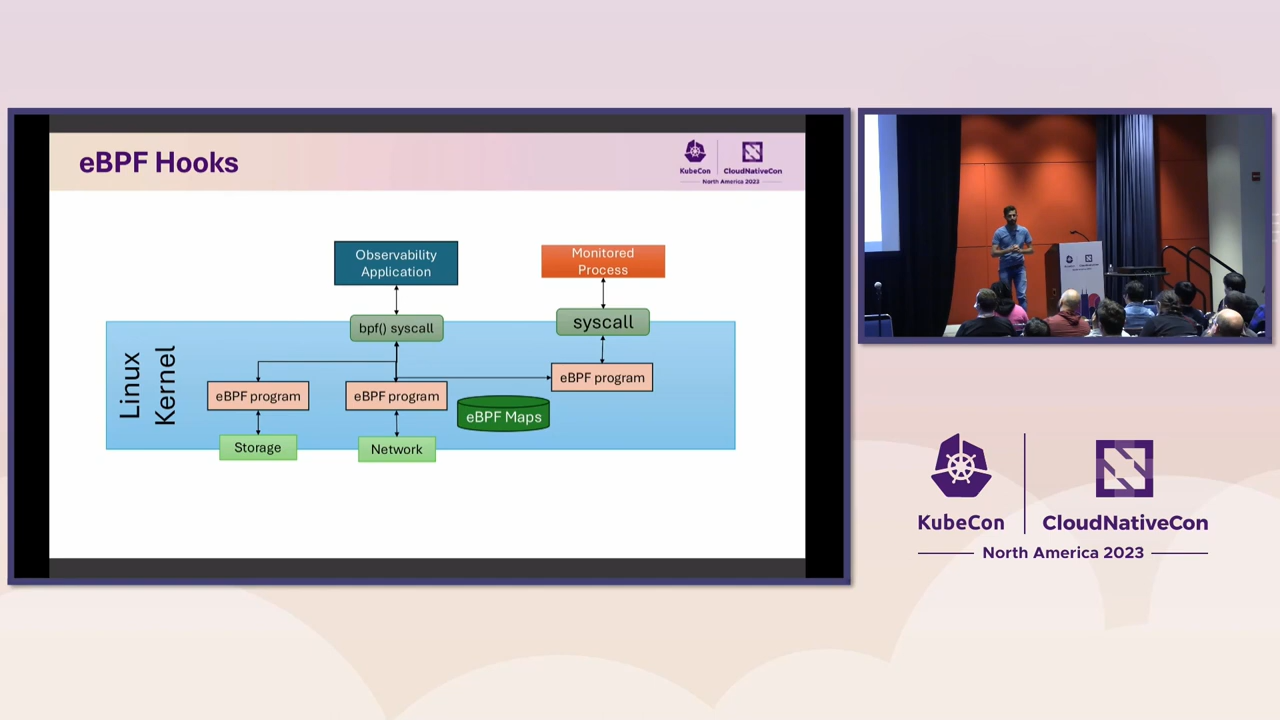 eBPF Hooks
KubeCon
CloudNativeCon
North America 2023
Observability
Application
Monitored
Process
bpf() syscall
syscall
Linux
Kernel
eBPF program
eBPF program
eBPF program
eBPF Maps
Storage
Network
KubeCon
CloudNativeCon
North America 2023